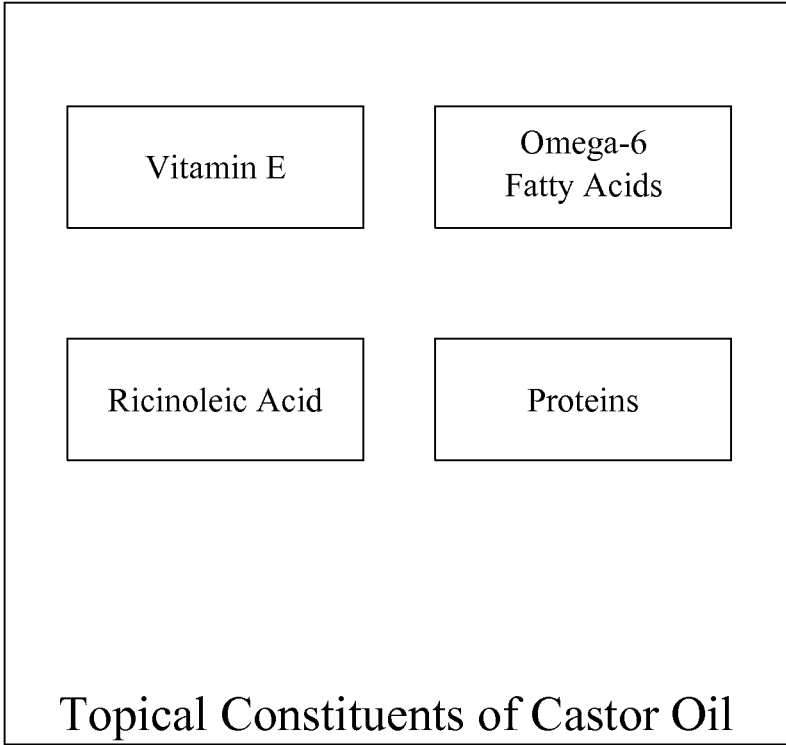 Vitamin E
Omega-6
Fatty Acids
Ricinoleic Acid
Proteins
Topical Constituents of Castor Oil